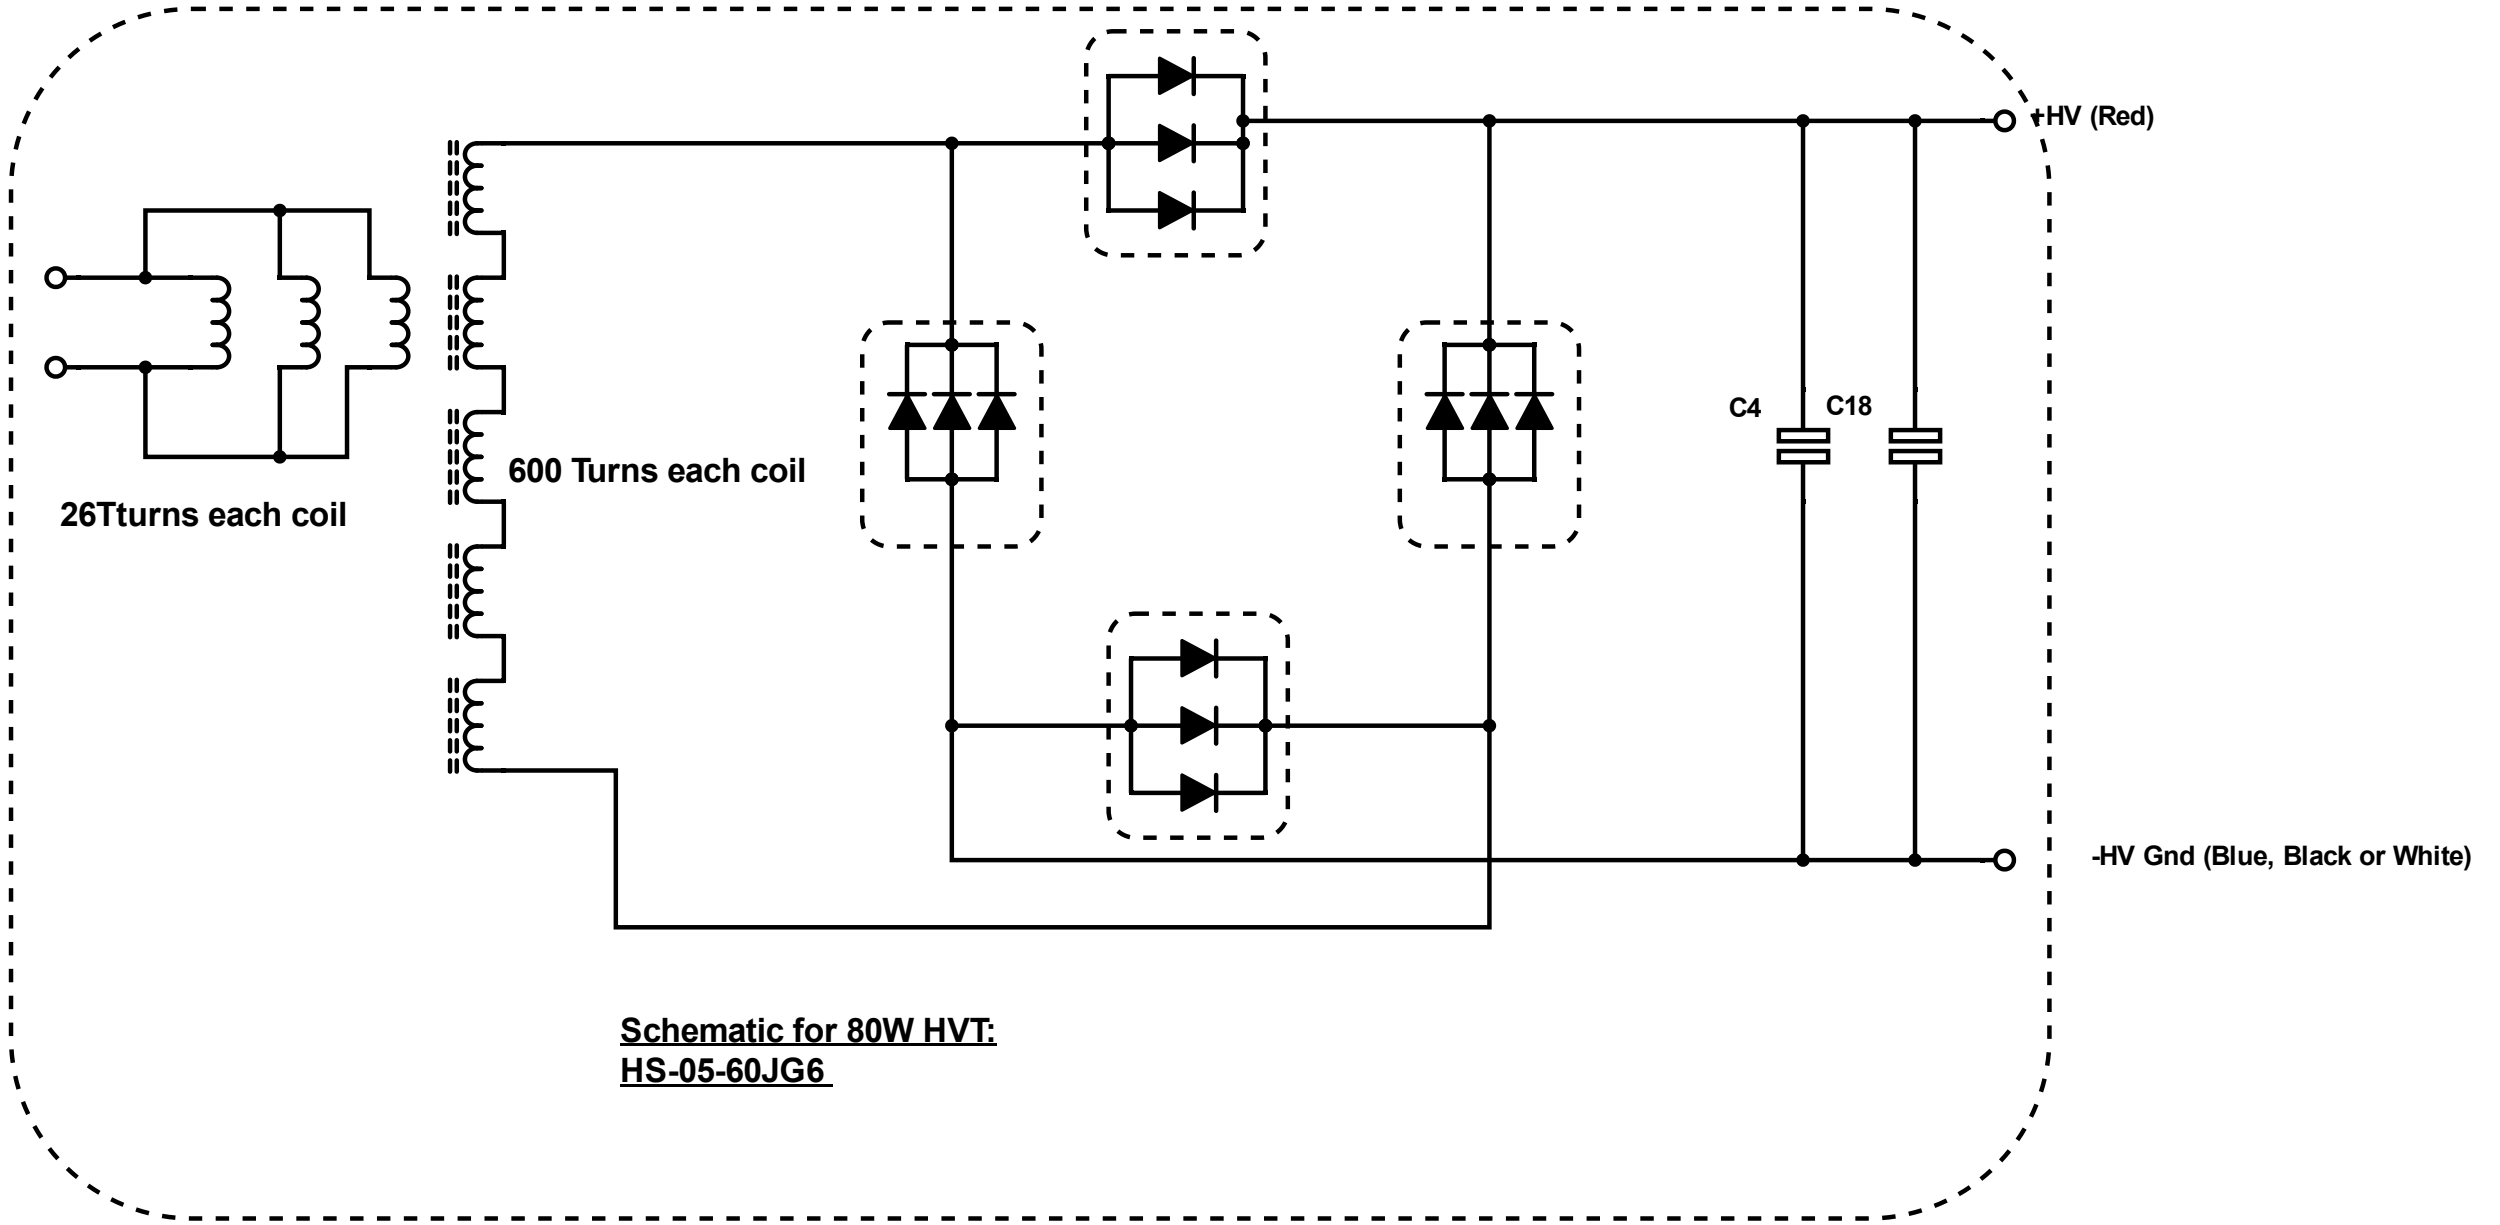 +HV (Red)
C4
C18
600 Turns each coil
26Tturns each coil
-HV Gnd (Blue, Black or White)
Schematic for 80W HVT:
HS-05-60JG6